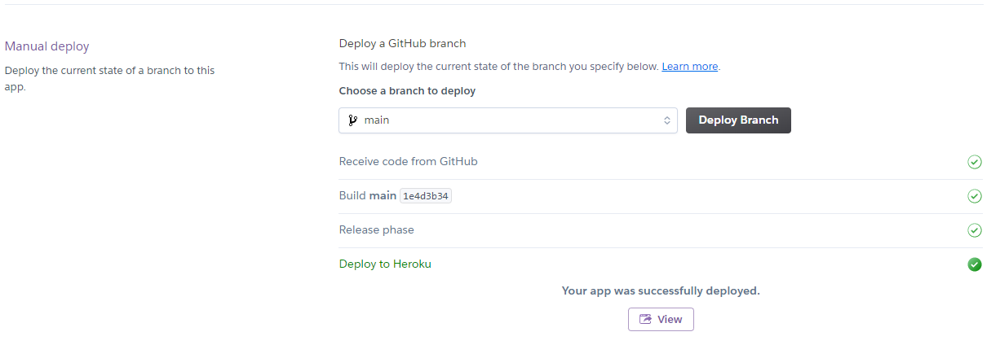 Manual deploy
Deploy the current state of a branch to this
app.
Deploy a GitHub branch
This will deploy the current state of the branch you specify below. Learn more.
Choose a branch to deploy
main
Deploy Branch
Receive code from GitHub
Build main 1e4d3b34
Release phase
Deploy to Heroku
Your app was successfully deployed.
View